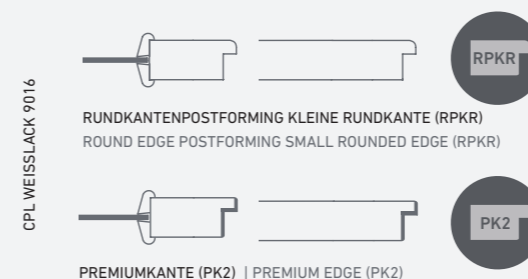 CPL WEISSLACK 9016
RPKR
RUNDKANTENPOSTFORMING KLEINE RUNDKANTE (RPKR)
ROUND EDGE POSTFORMING SMALL ROUNDED EDGE (RPKR)
PK2
PREMIUMKANTE (PK2) | PREMIUM EDGE (PK2)